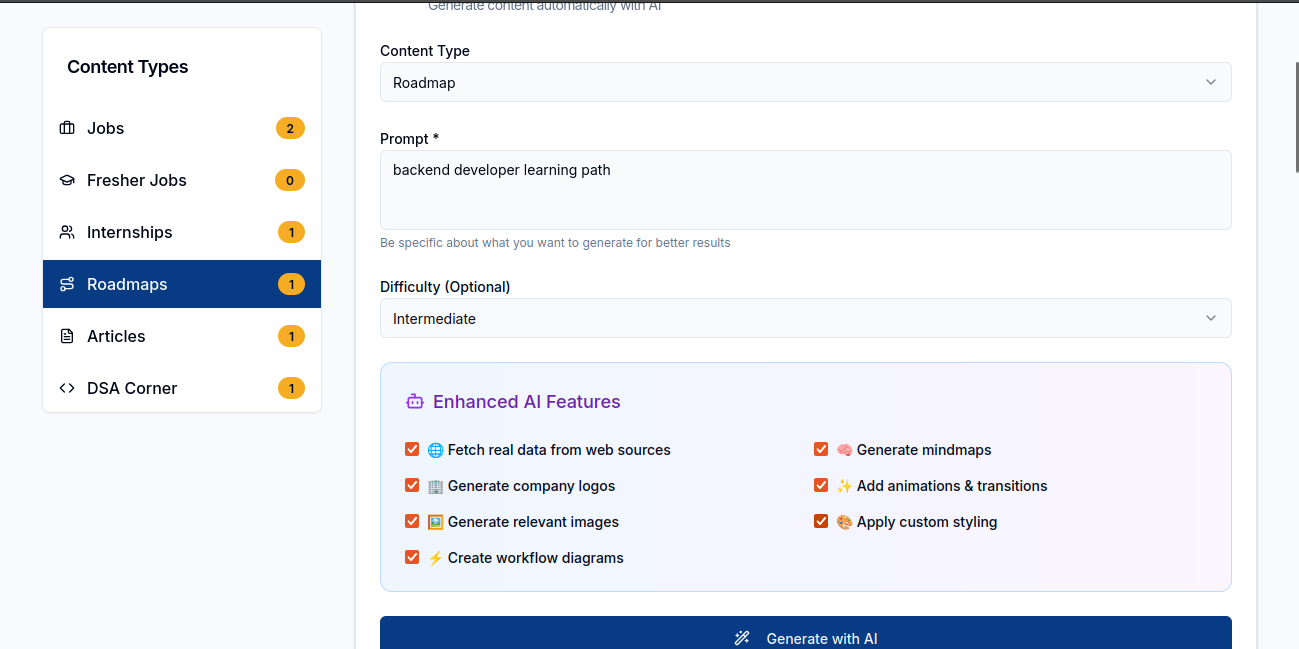 Generate content automatically with AI
Content Types
Jobs
2
Fresher Jobs
0
Internships
1
Roadmaps
1
Articles
1
DSA Corner
1
Content Type
Roadmap
Prompt *
backend developer learning path
Be specific about what you want to generate for better results
Difficulty (Optional)
Intermediate
Enhanced AI Features
🌐 Fetch real data from web sources
🧠 Generate mindmaps
🏢 Generate company logos
✨ Add animations & transitions
🖼️ Generate relevant images
🎨 Apply custom styling
⚡ Create workflow diagrams
Generate with AI